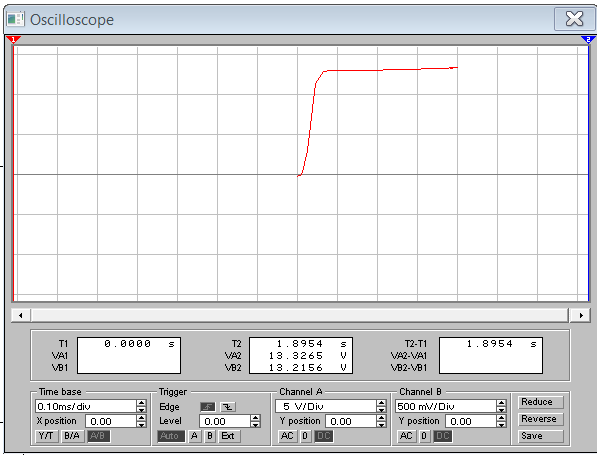 Oscilloscope
1
2
T1 0.0000 s T2 1.8954 s T2-T1 1.8954 s
VA1 VA2 13.3265 V VA2-VA1
VB1 VB2 13.2156 V VB2-VB1
Time base Trigger Channel A Channel B
0.10ms/div Edge 5 V/Div 500 mV/Div Reduce
X position 0.00 Level 0.00 Y position 0.00 Y position 0.00 Reverse
Y/T B/A A/B Auto A B Ext AC 0 DC AC 0 DC Save